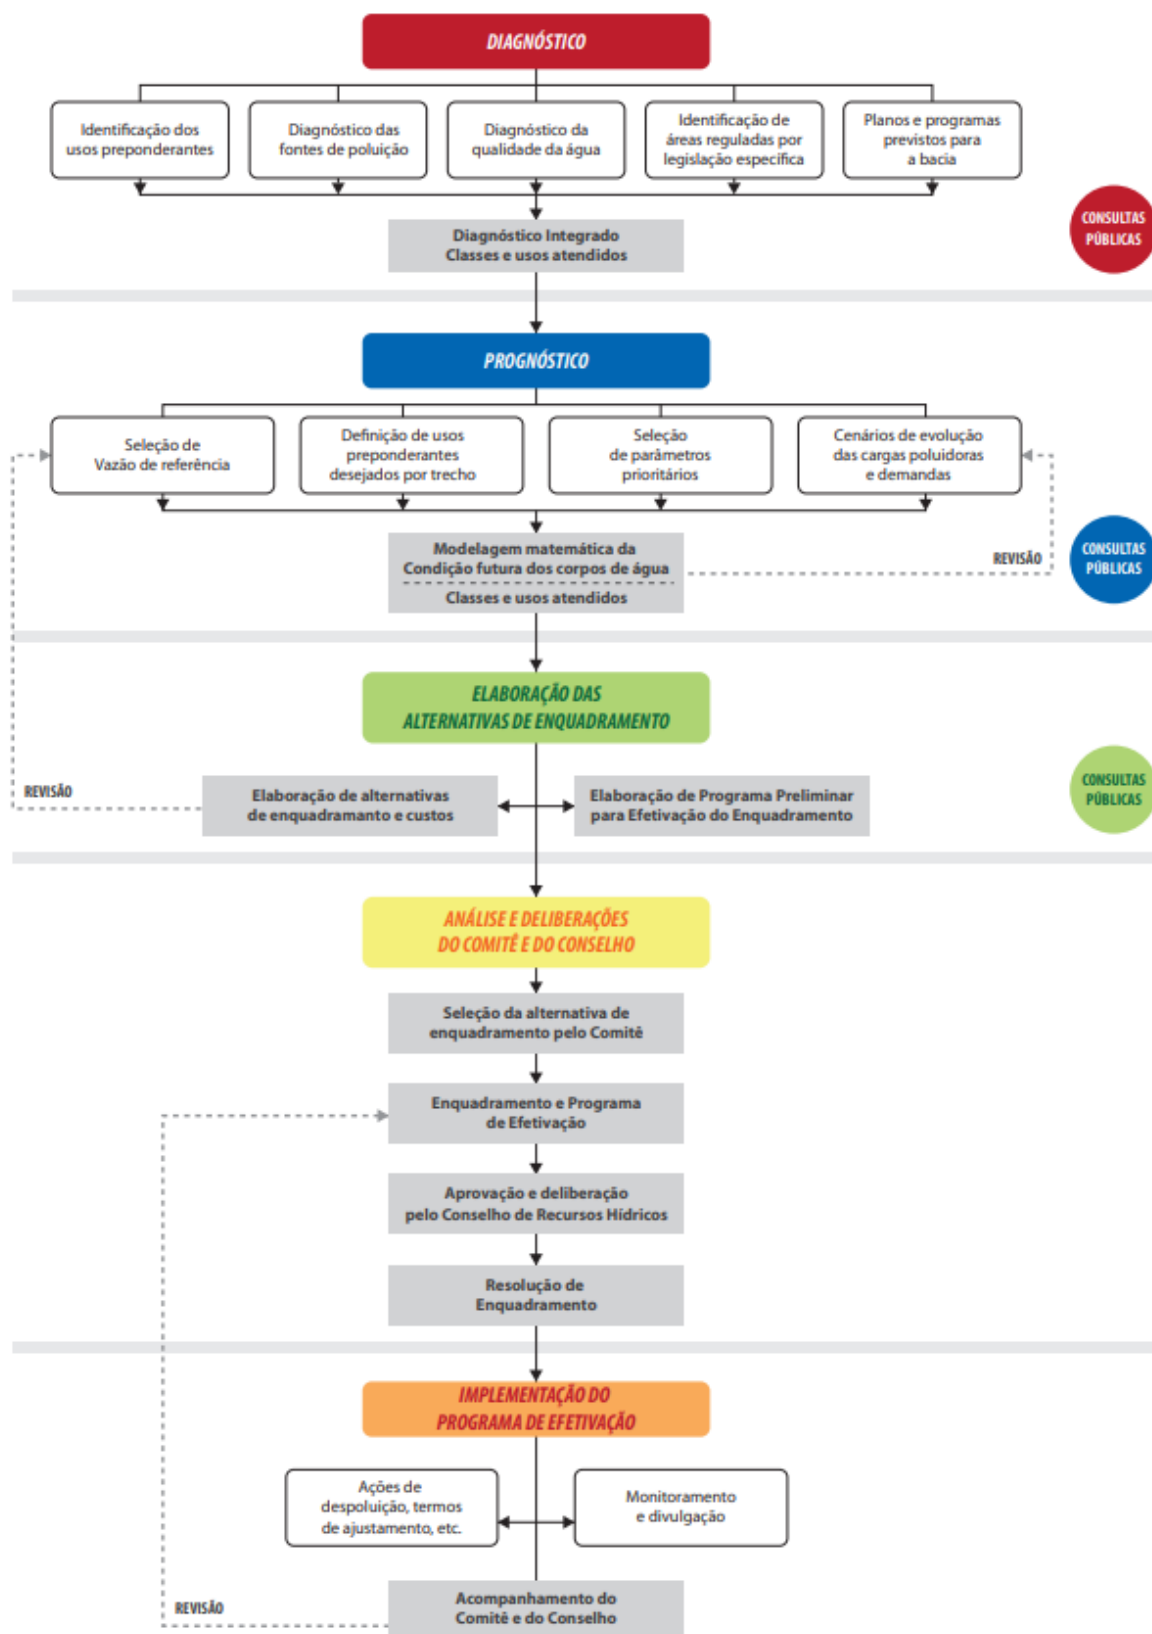 DIAGNÓSTICO
Identificação dos
usos preponderantes
Diagnóstico das
fontes de poluição
Diagnóstico da
qualidade da água
Identificação de
áreas reguladas por
legislação específica
Planos e programas
previstos para
a bacia
CONSULTAS
PÚBLICAS
Diagnóstico Integrado
Classes e usos atendidos
PROGNÓSTICO
Seleção de
Vazão de referência
Definição de usos
preponderantes
desejados por trecho
Seleção
de parâmetros
prioritários
Cenários de evolução
das cargas poluidoras
e demandas
Modelagem matemática da
Condição futura dos corpos de água
Classes e usos atendidos
REVISÃO
CONSULTAS
PÚBLICAS
ELABORAÇÃO DAS
ALTERNATIVAS DE ENQUADRAMENTO
REVISÃO
Elaboração de alternativas
de enquadramanto e custos
Elaboração de Programa Preliminar
para Efetivação do Enquadramento
CONSULTAS
PÚBLICAS
ANÁLISE E DELIBERAÇÕES
DO COMITÊ E DO CONSELHO
Seleção da alternativa de
enquadramento pelo Comitê
Enquadramento e Programa
de Efetivação
Aprovação e deliberação
pelo Conselho de Recursos Hídricos
Resolução de
Enquadramento
IMPLEMENTAÇÃO DO
PROGRAMA DE EFETIVAÇÃO
Ações de
despoluição, termos
de ajustamento, etc.
Monitoramento
e divulgação
REVISÃO
Acompanhamento do
Comitê e do Conselho